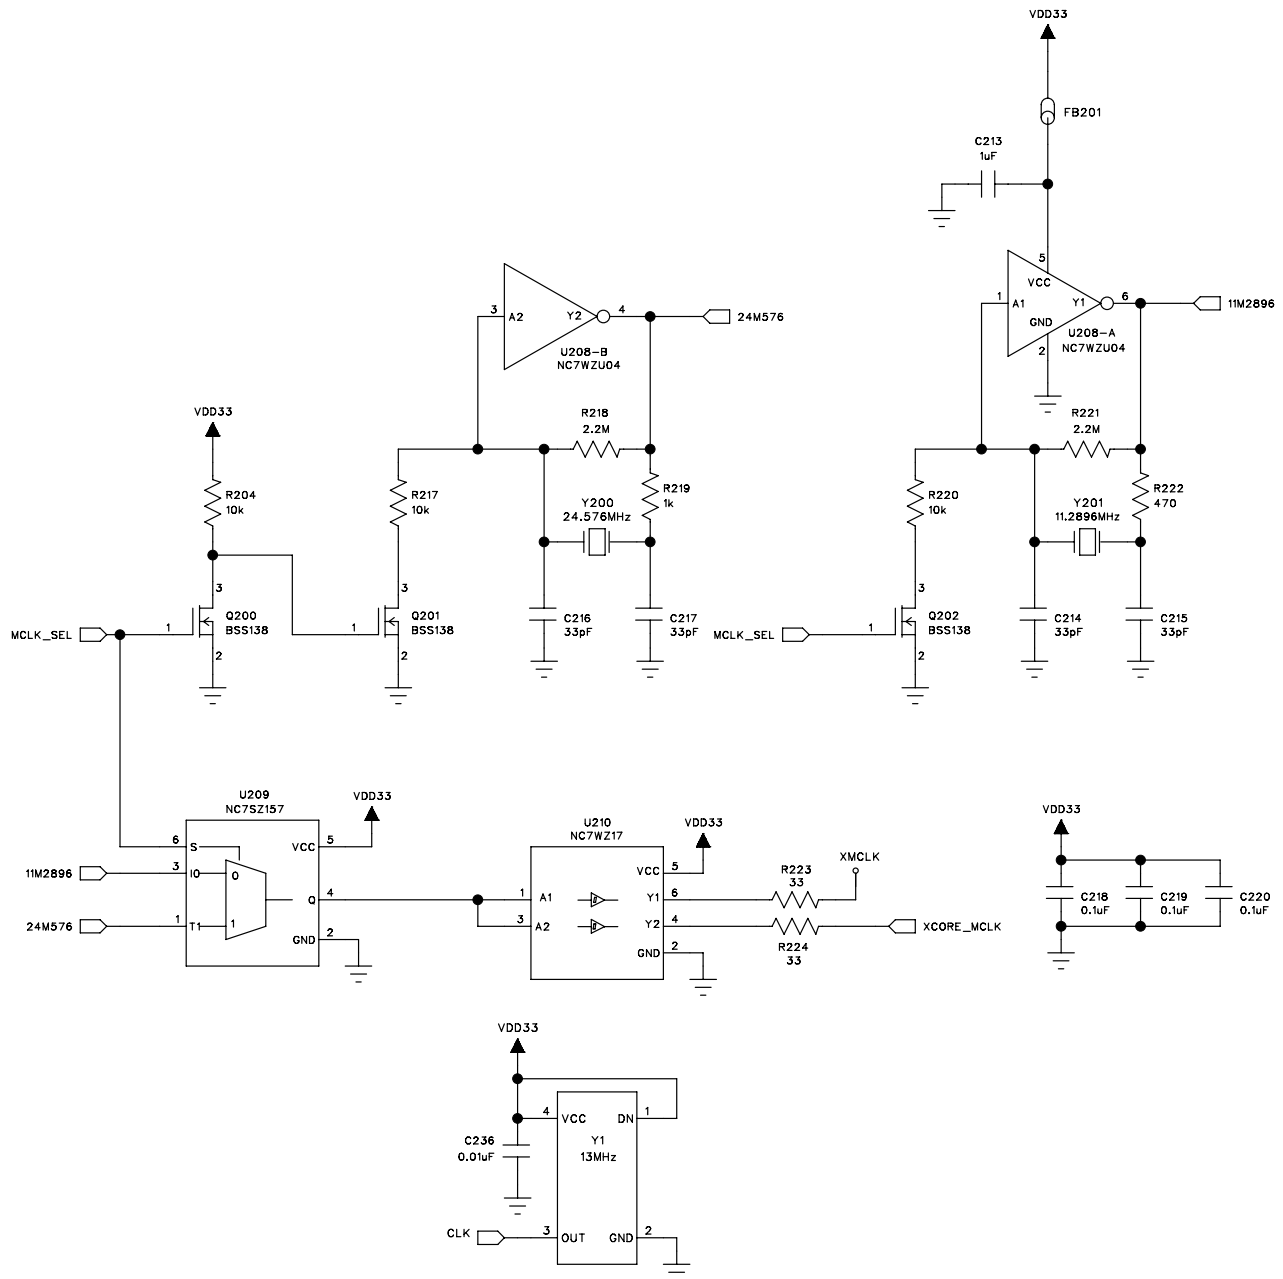 VDD33
FB201
C213
1uF
5
VCC
1
A1
Y1
6
11M2896
GND
U208-A
NC7WZU04
2
3
A2
Y2
4
24M576
U208-B
NC7WZU04
VDD33
R204
10k
R217
10k
R218
2.2M
R219
1k
Y200
24.576MHz
R220
10k
R221
2.2M
R222
470
Y201
11.2896MHz
3
Q200
BSS138
1
2
MCLK_SEL
3
Q201
BSS138
1
2
C216
33pF
C217
33pF
MCLK_SEL
1
3
Q202
BSS138
2
C214
33pF
C215
33pF
U209
NC7SZ157
VDD33
6
S
VCC
5
11M2896
3
I0
0
Q
4
24M576
1
T1
1
GND
2
U210
NC7WZ17
VDD33
VCC
5
1
A1
Y1
6
3
A2
Y2
4
GND
2
R223
33
XMCLK
R224
33
XCORE_MCLK
VDD33
C218
0.1uF
C219
0.1uF
C220
0.1uF
VDD33
4
VCC
DN
1
C236
0.01uF
Y1
13MHz
CLK
3
OUT
GND
2